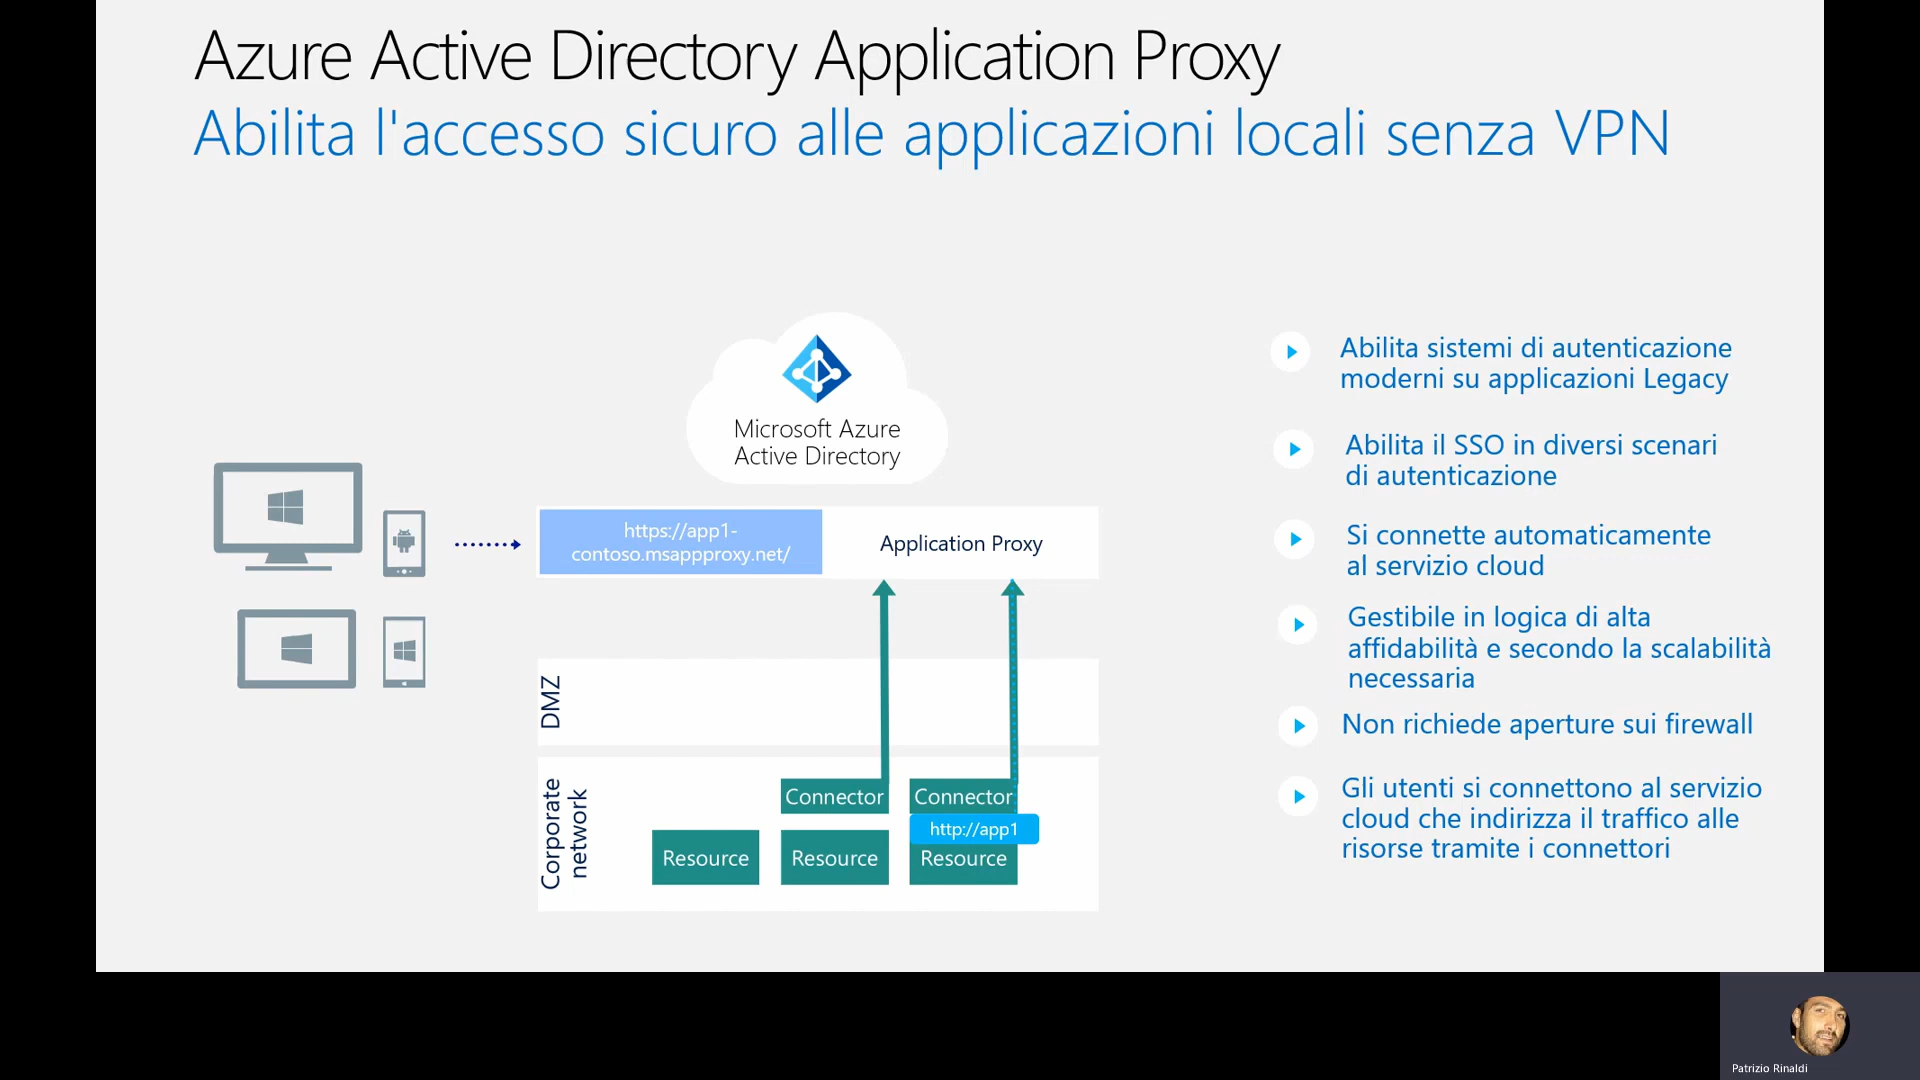 Azure Active Directory Application Proxy
Abilita l'accesso sicuro alle applicazioni locali senza VPN
Microsoft Azure
Active Directory
https://app1-
contoso.msappproxy.net/
Application Proxy
DMZ
Corporate
network
Connector
Connector
http://app1
Resource
Resource
Resource
Abilita sistemi di autenticazione
moderni su applicazioni Legacy
Abilita il SSO in diversi scenari
di autenticazione
Si connette automaticamente
al servizio cloud
Gestibile in logica di alta
affidabilità e secondo la scalabilità
necessaria
Non richiede aperture sui firewall
Gli utenti si connettono al servizio
cloud che indirizza il traffico alle
risorse tramite i connettori
Patrizio Rinaldi